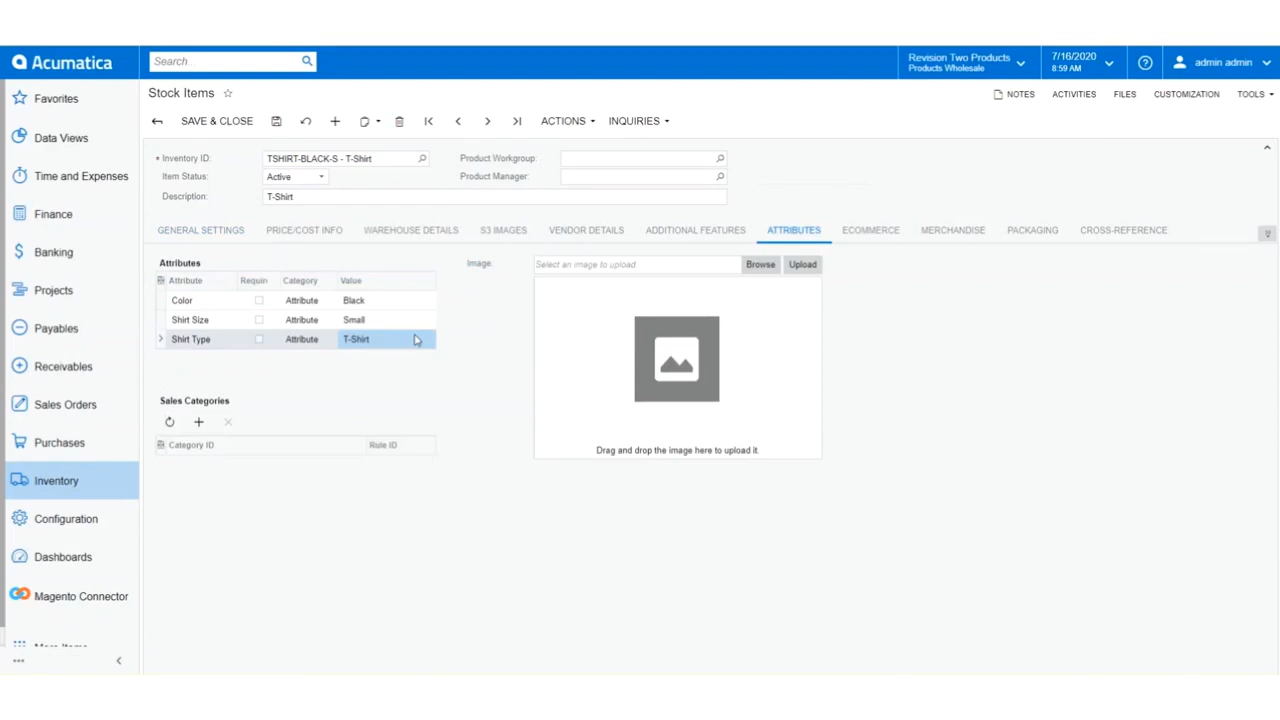 Acumatica
Search...
Revision Two Products
Products Wholesale
7/16/2020
8:59 AM
admin admin
Favorites
Data Views
Time and Expenses
Finance
Banking
Projects
Payables
Receivables
Sales Orders
Purchases
Inventory
Configuration
Dashboards
Magento Connector
Stock Items
NOTES ACTIVITIES FILES CUSTOMIZATION TOOLS
SAVE & CLOSE ACTIONS INQUIRIES
Inventory ID: TSHIRT-BLACK-S - T-Shirt Product Workgroup:
Item Status: Active Product Manager:
Description: T-Shirt
GENERAL SETTINGS PRICE/COST INFO WAREHOUSE DETAILS S3 IMAGES VENDOR DETAILS ADDITIONAL FEATURES ATTRIBUTES ECOMMERCE MERCHANDISE PACKAGING CROSS-REFERENCE
Attributes
Attribute Requin Category Value
Color Attribute Black
Shirt Size Attribute Small
Shirt Type Attribute T-Shirt
Sales Categories
Category ID Rule ID
Image: Select an image to upload Browse Upload
Drag and drop the image here to upload it.